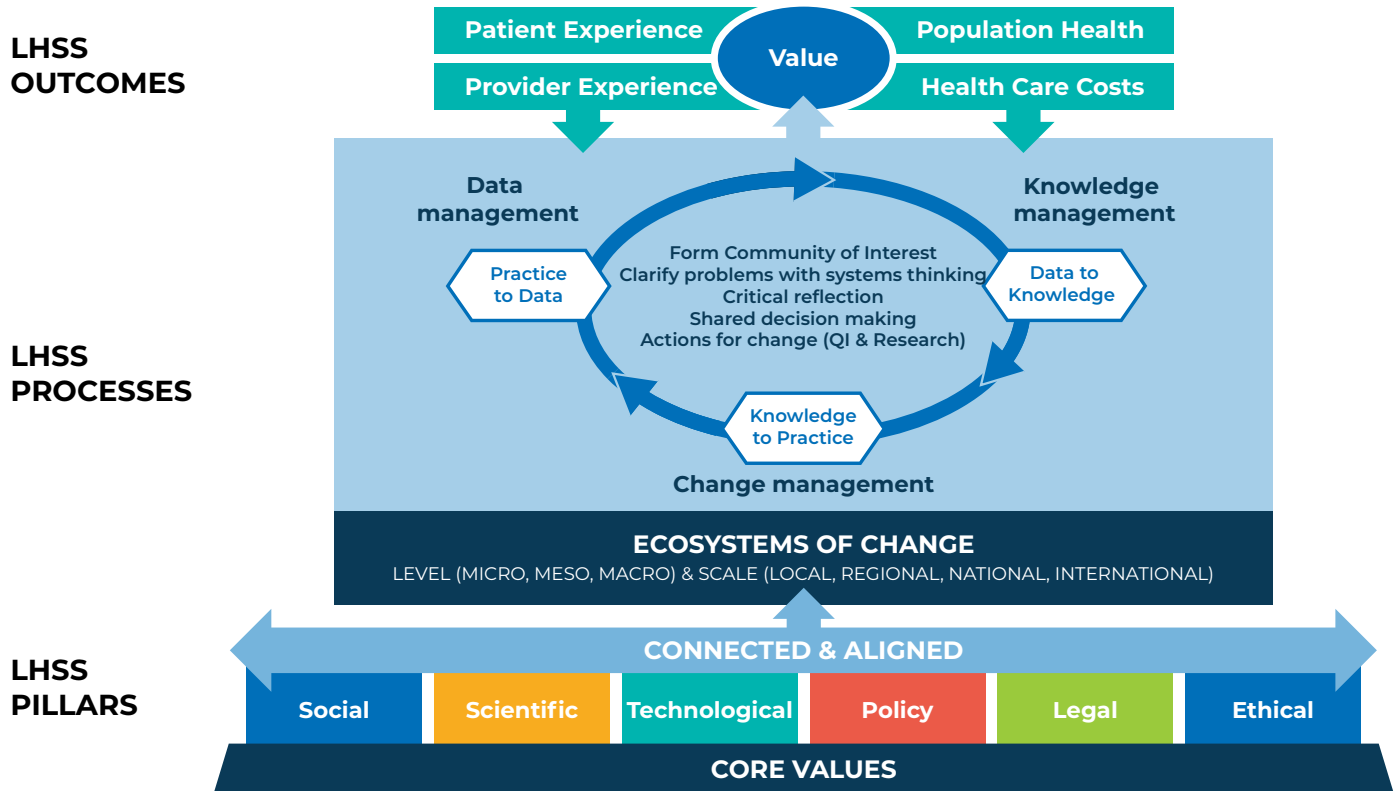 LHSS
OUTCOMES
Patient Experience
Population Health
Value
Provider Experience
Health Care Costs
LHSS
PROCESSES
Data
management
Knowledge
management
Practice
to Data
Form Community of Interest
Clarify problems with systems thinking
Critical reflection
Shared decision making
Actions for change (QI & Research)
Data to
Knowledge
Knowledge
to Practice
Change management
ECOSYSTEMS OF CHANGE
LEVEL (MICRO, MESO, MACRO) & SCALE (LOCAL, REGIONAL, NATIONAL, INTERNATIONAL)
LHSS
PILLARS
CONNECTED & ALIGNED
Social
Scientific
Technological
Policy
Legal
Ethical
CORE VALUES